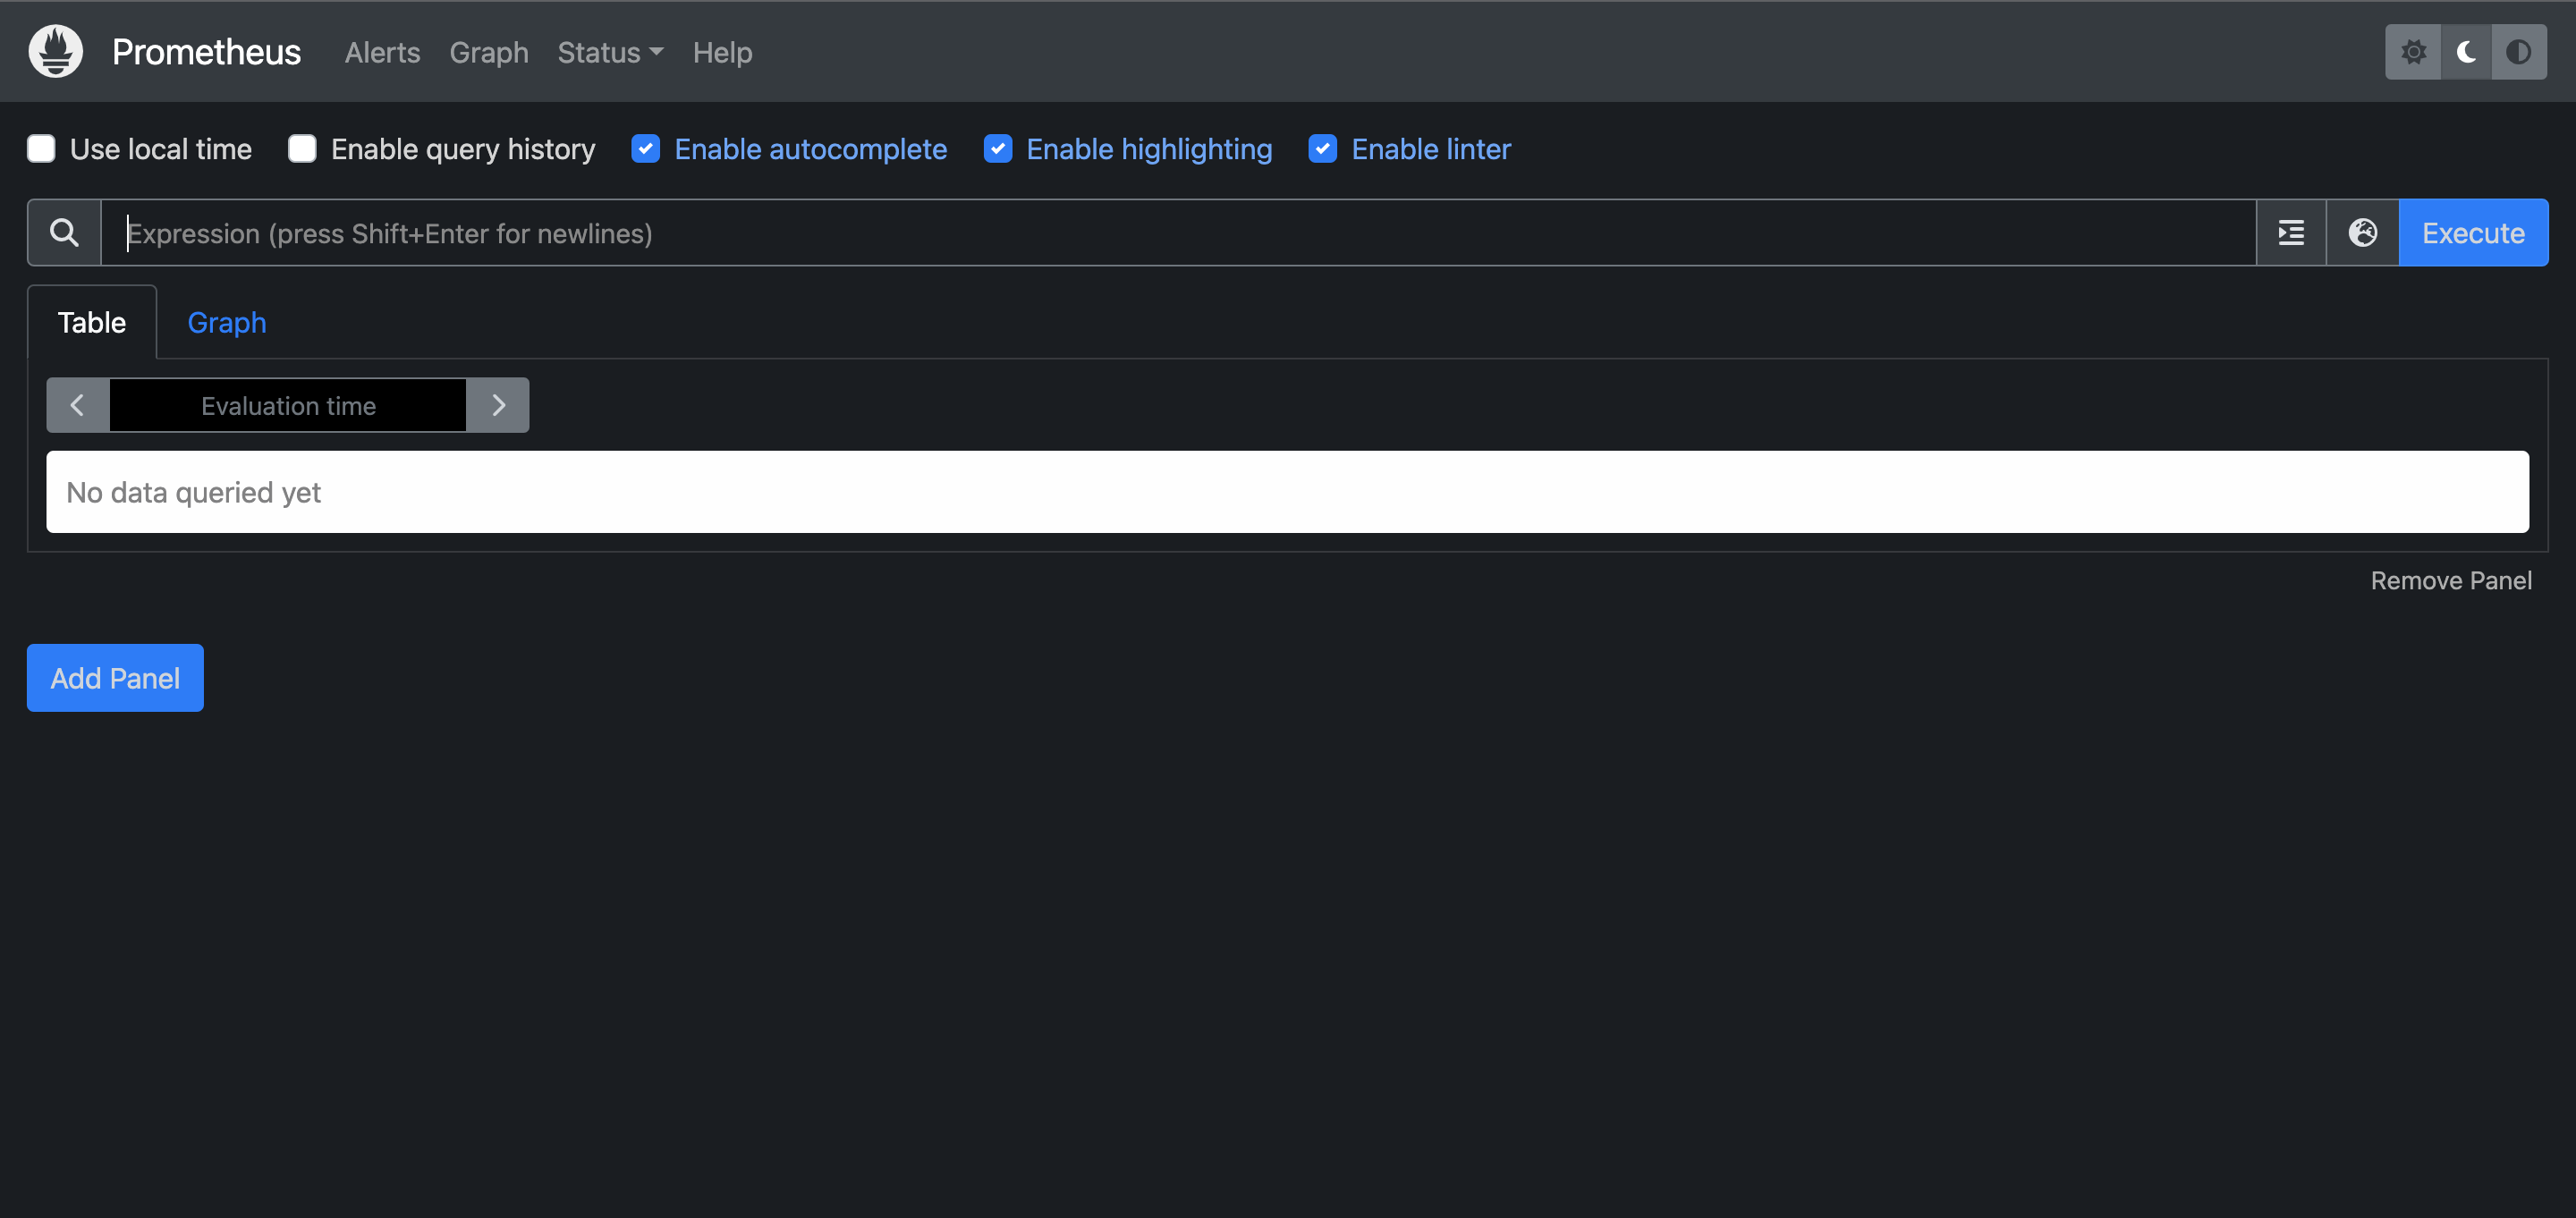 Prometheus Alerts Graph Status Help
Use local time Enable query history Enable autocomplete Enable highlighting Enable linter
Expression (press Shift+Enter for newlines) Execute
Table Graph
Evaluation time
No data queried yet
Remove Panel
Add Panel